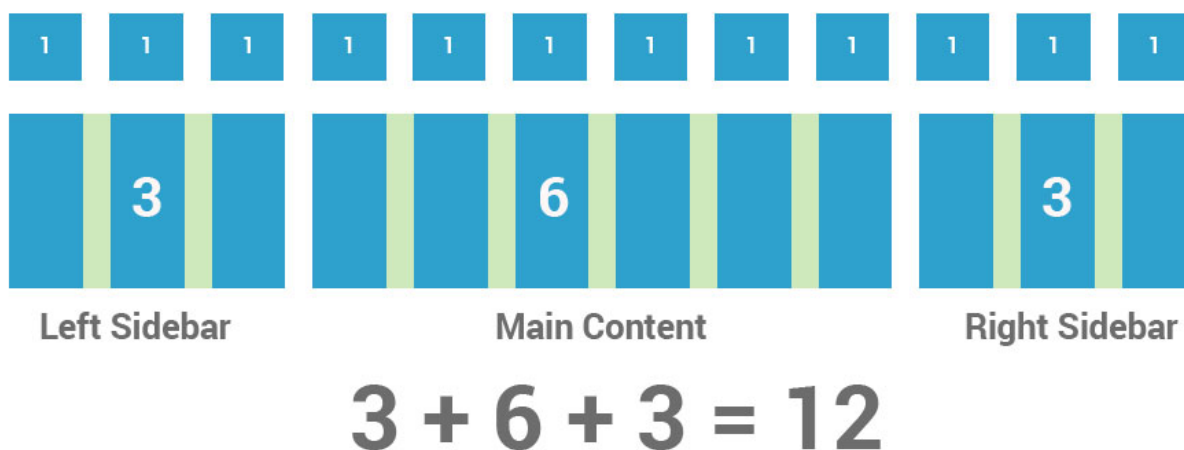 1 1 1 1 1 1 1 1 1 1 1 1
3 6 3
Left Sidebar Main Content Right Sidebar
3 + 6 + 3 = 12